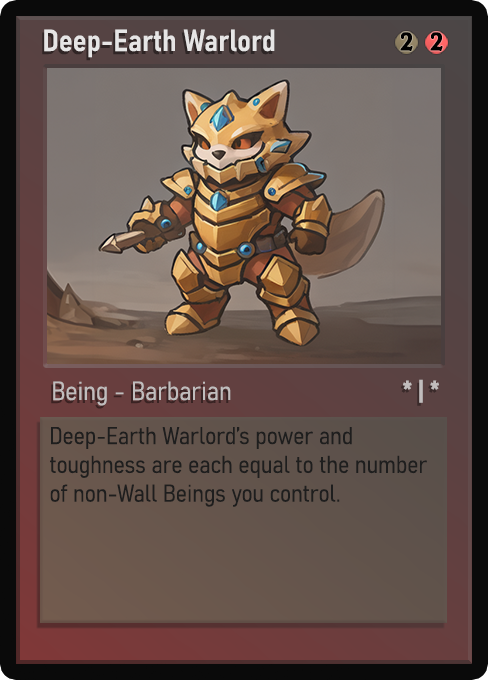 Deep-Earth Warlord 2 2
Being - Barbarian *|*
Deep-Earth Warlord's power and
toughness are each equal to the number
of non-Wall Beings you control.